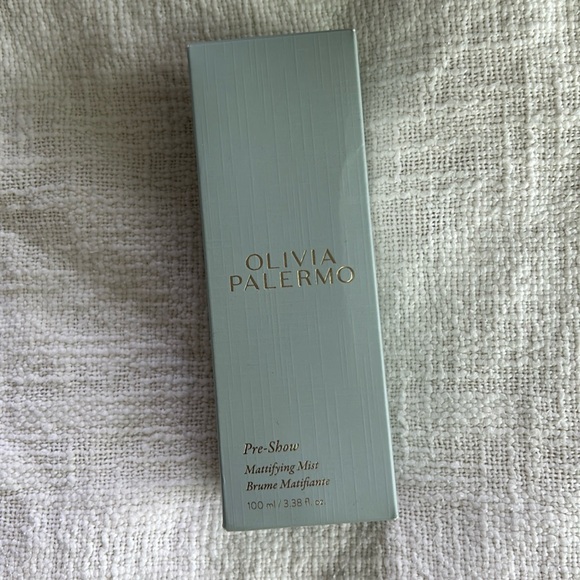 OLIVIA
PALERMO
Pre-Show
Mattifying Mist
Brume Matifiante
100 ml / 3.38 fl. oz.